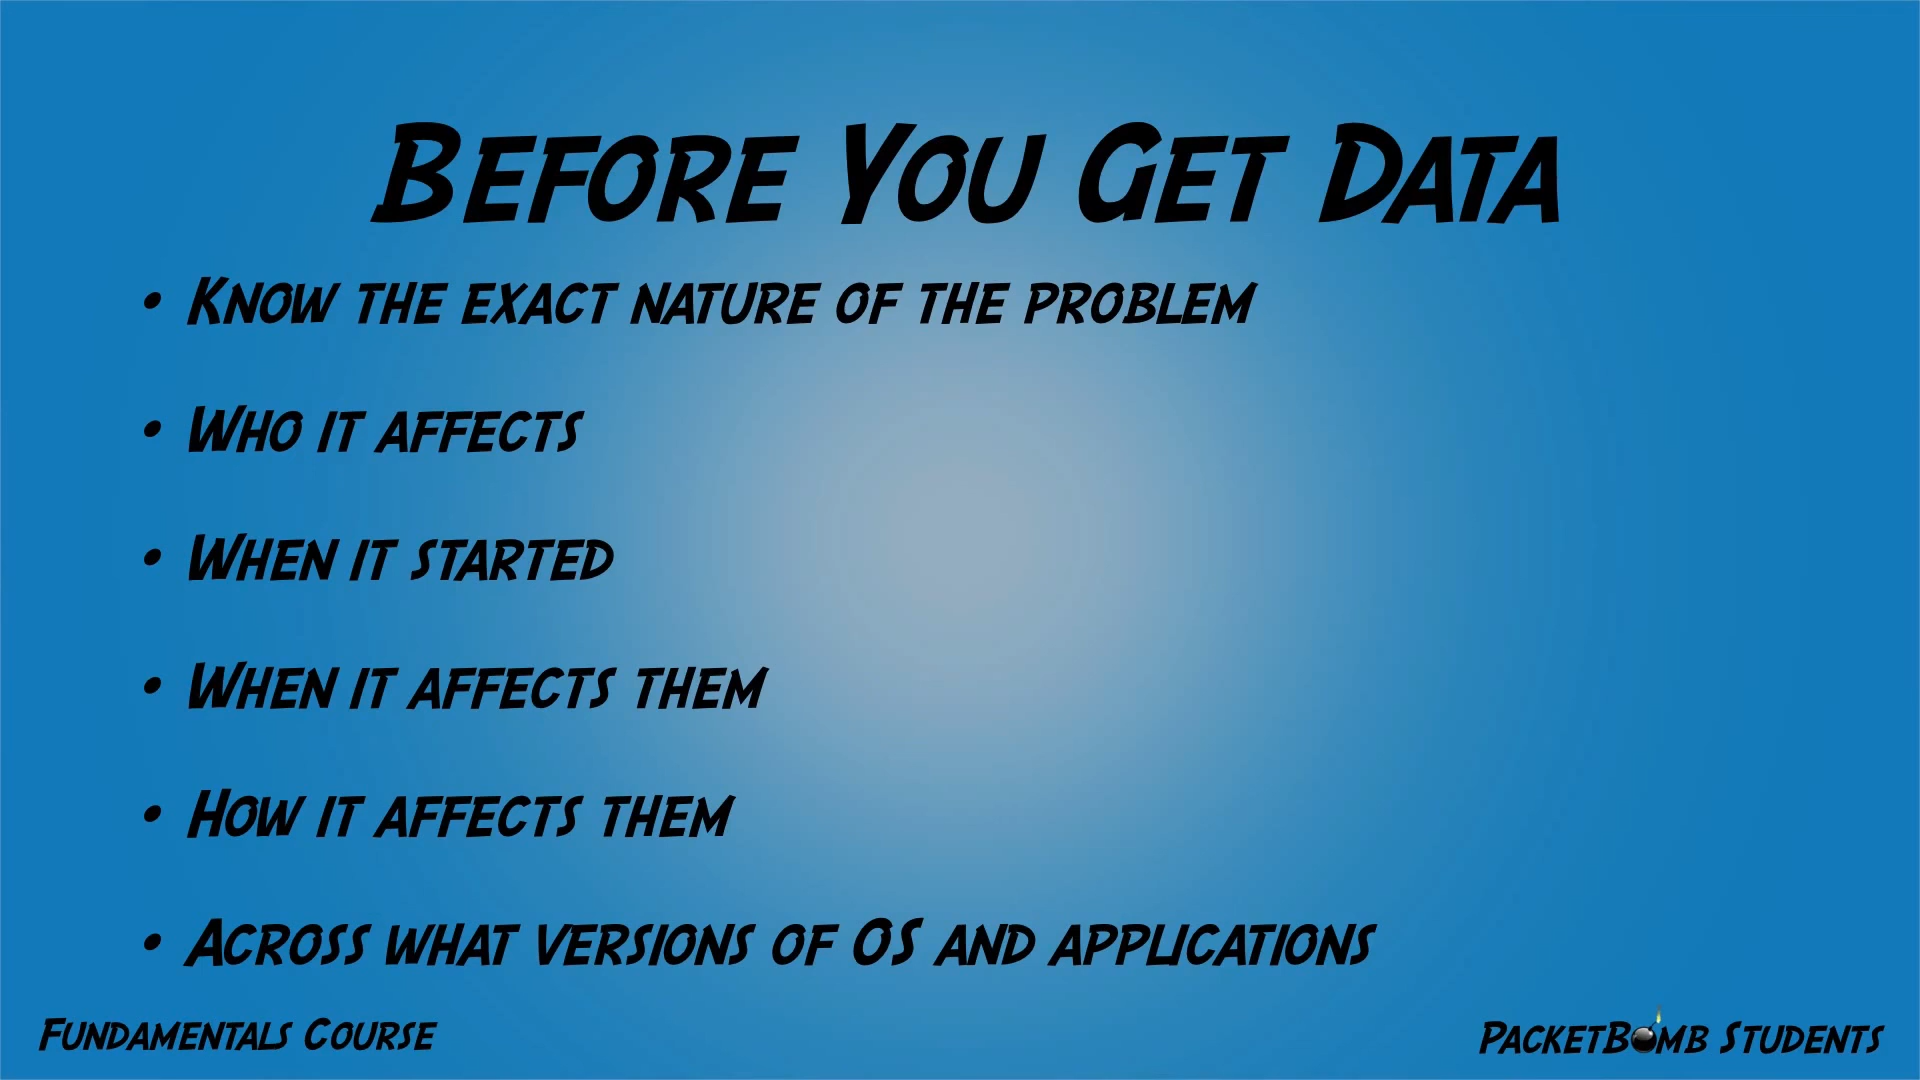 Before You Get Data
• Know the exact nature of the problem
• Who it affects
• When it started
• When it affects them
• How it affects them
• Across what versions of OS and applications
Fundamentals Course
PacketBomb Students